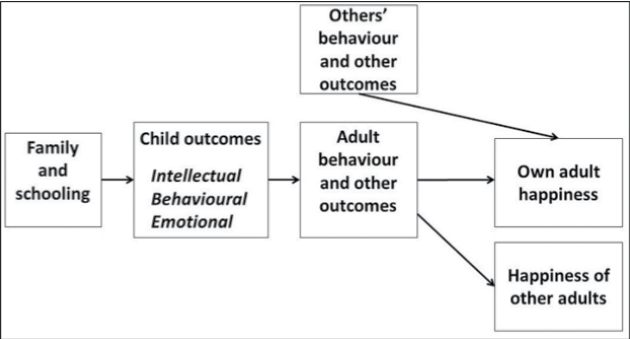 Others'
behaviour
and other
outcomes
Family
and
schooling
Child outcomes
Intellectual
Behavioural
Emotional
Adult
behaviour
and other
outcomes
Own adult
happiness
Happiness of
other adults